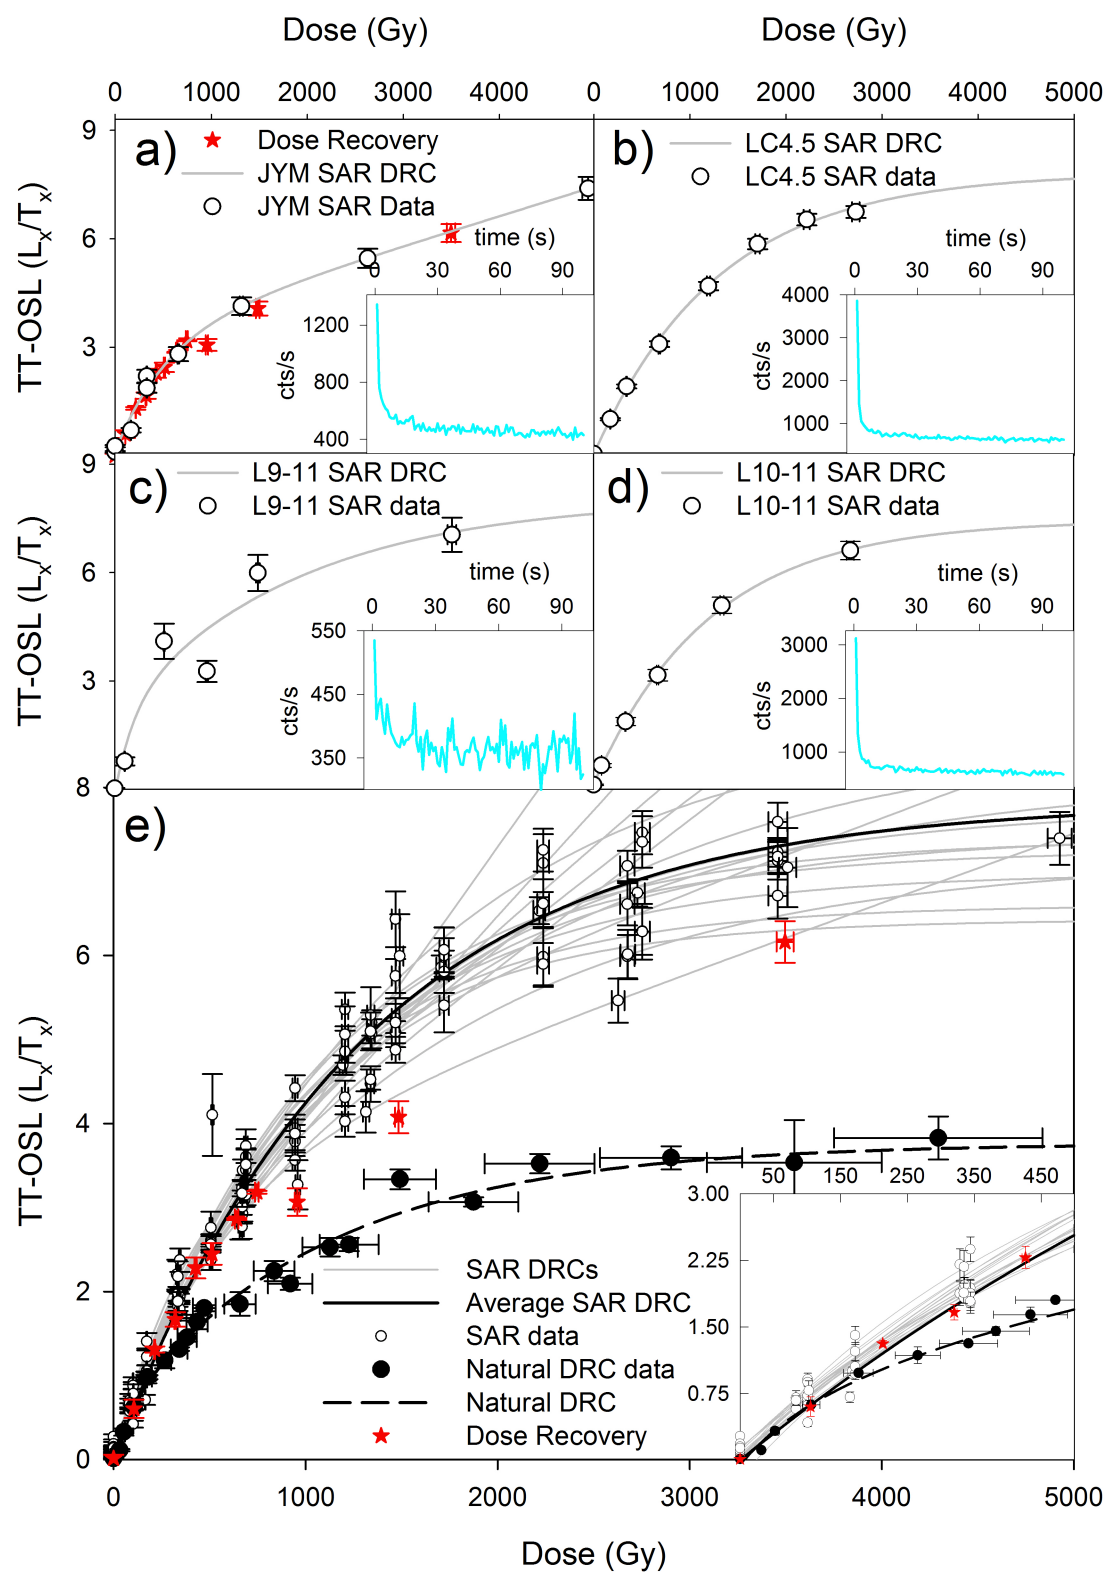 Dose (Gy) Dose (Gy)
0 1000 2000 3000 4000 0 1000 2000 3000 4000 5000
9
a)
Dose Recovery
JYM SAR DRC
JYM SAR Data
b)
LC4.5 SAR DRC
LC4.5 SAR data
TT-OSL (Lx/Tx)
6
3
time (s)
0 30 60 100
1200
800
400
cts/s
time (s)
0 30 60 100
4000
3000
2000
1000
cts/s
9
c)
L9-11 SAR DRC
L9-11 SAR data
d)
L10-11 SAR DRC
L10-11 SAR data
TT-OSL (Lx/Tx)
6
3
time (s)
0 30 60 100
550
450
350
cts/s
time (s)
0 30 60 100
3000
2000
1000
cts/s
8
e)
6
TT-OSL (Lx/Tx)
4
2
0
SAR DRCs
Average SAR DRC
SAR data
Natural DRC data
Natural DRC
Dose Recovery
50 150 250 350 450
3.00
2.25
1.50
0.75
0 1000 2000 3000 4000 5000
Dose (Gy)